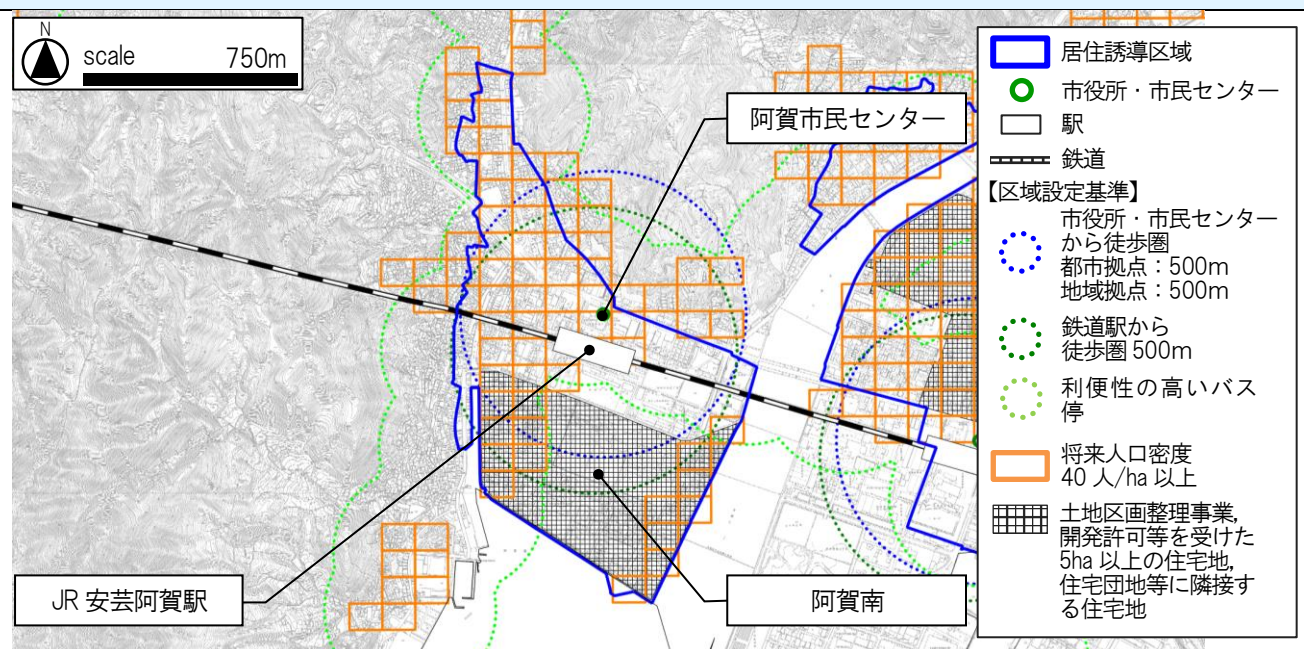 N
scale 750m
阿賀市民センター
JR 安芸阿賀駅
阿賀南
居住誘導区域
市役所・市民センター
駅
鉄道
【区域設定基準】
市役所・市民センター
から徒歩圏
都市拠点：500m
地域拠点：500m
鉄道駅から
徒歩圏 500m
利便性の高いバス
停
将来人口密度
40 人/ha 以上
土地区画整理事業，
開発許可等を受けた
5ha 以上の住宅地，
住宅団地等に隣接す
る住宅地